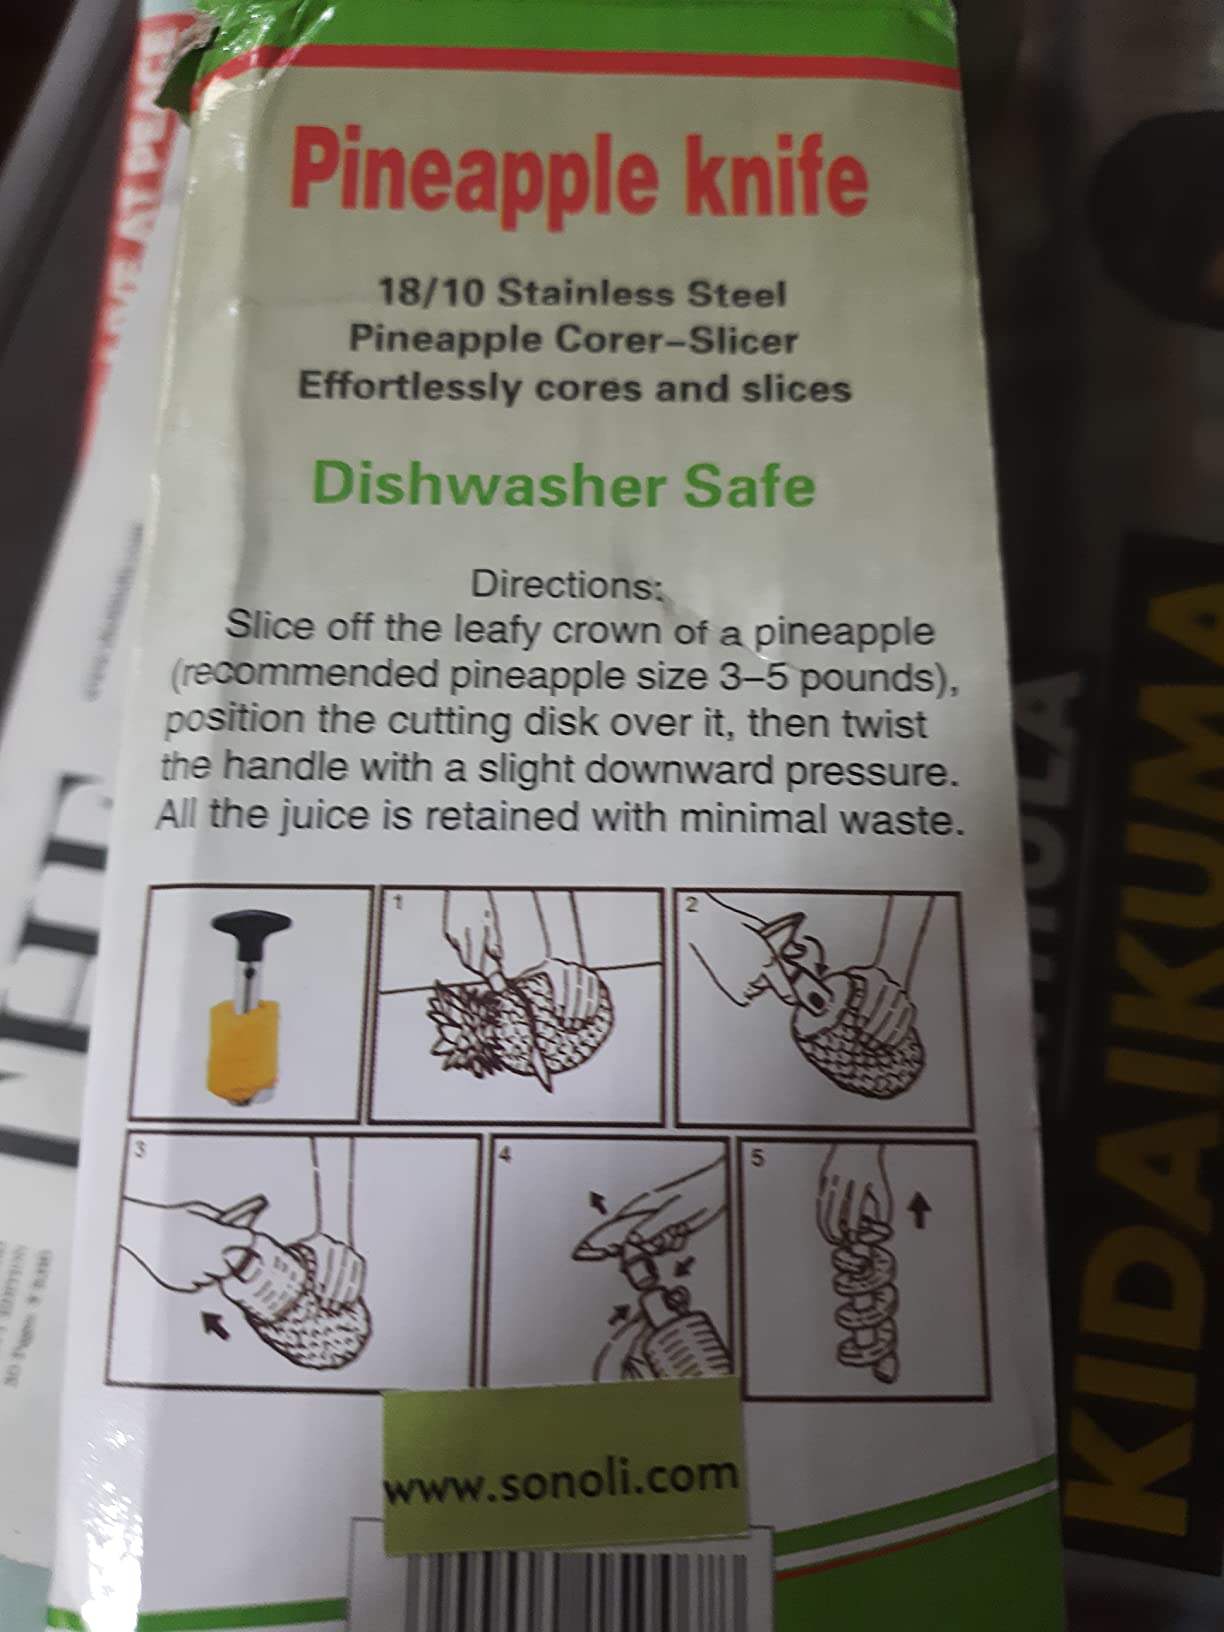 Pineapple knife
18/10 Stainless Steel
Pineapple Corer–Slicer
Effortlessly cores and slices
Dishwasher Safe
Directions:
Slice off the leafy crown of a pineapple
(recommended pineapple size 3–5 pounds),
position the cutting disk over it, then twist
the handle with a slight downward pressure.
All the juice is retained with minimal waste.
1
2
3
4
5
www.sonoli.com
KIDAIKUMA
AT PEACE